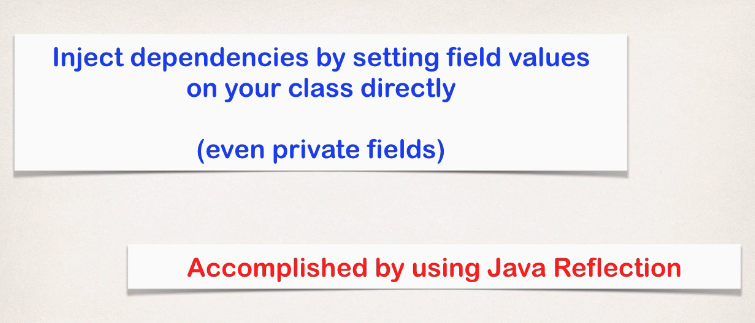 Inject dependencies by setting field values
on your class directly
(even private fields)
Accomplished by using Java Reflection